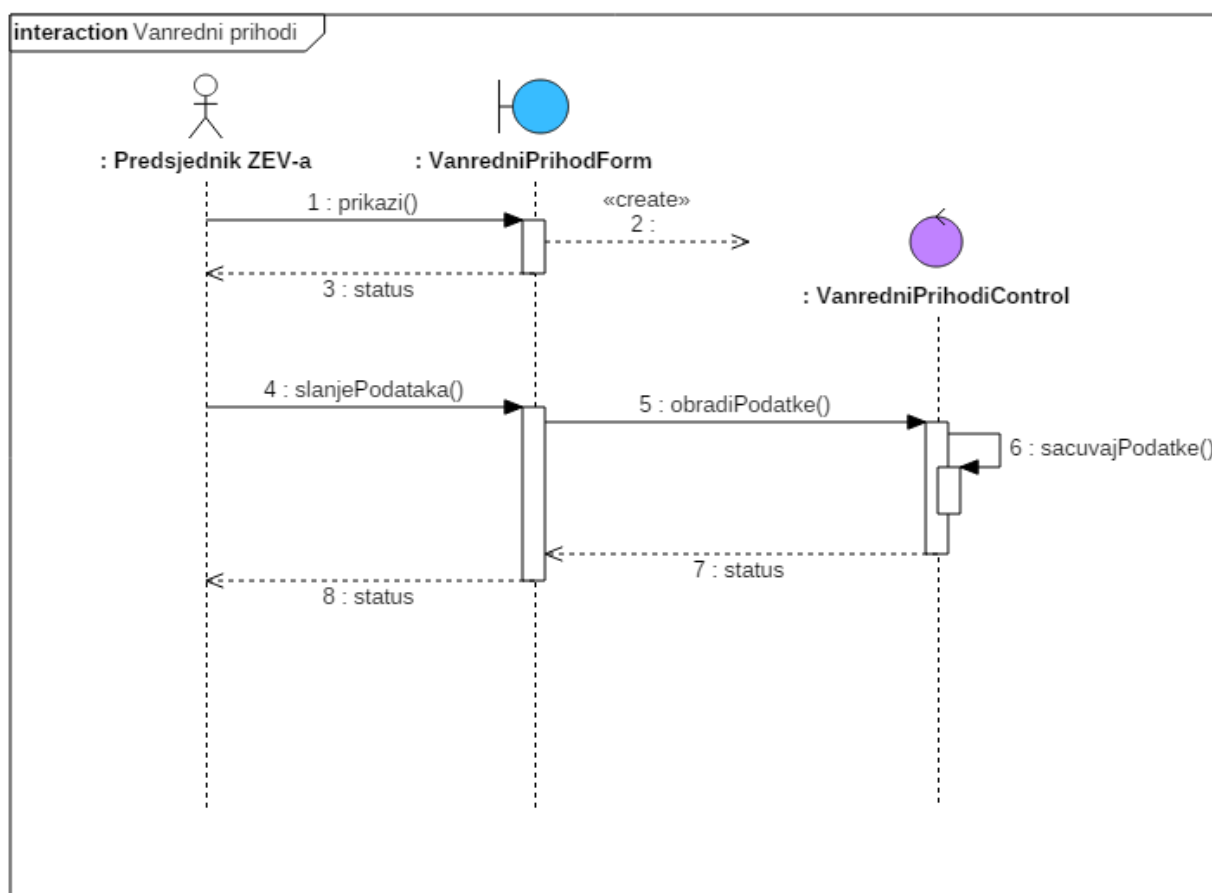 interaction Vanredni prihodi
: Predsjednik ZEV-a
: VanredniPrihodForm
1 : prikazi()
«create»
2 :
3 : status
: VanredniPrihodiControl
4 : slanjePodataka()
5 : obradiPodatke()
6 : sacuvajPodatke()
7 : status
8 : status